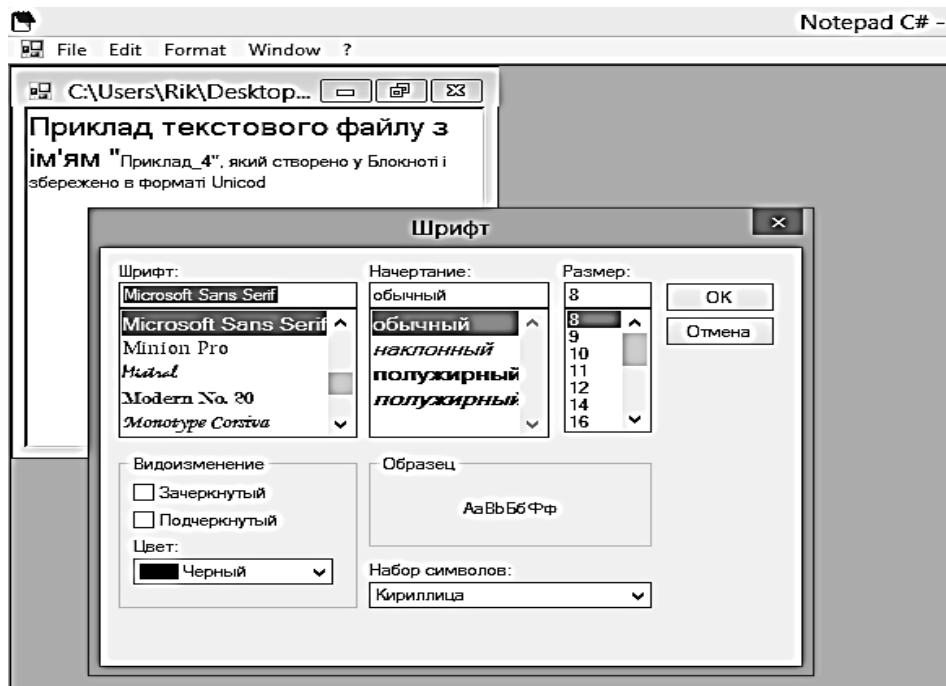 Notepad C# -
File Edit Format Window ?
C:\Users\Rik\Desktop...
Приклад текстового файлу з
ім'ям "Приклад_4", який створено у Блокноті і
збережено в форматі Unicod
Шрифт
Шрифт: Начертание: Размер:
Microsoft Sans Serif обычный 8 OK
Microsoft Sans Serif обычный 8 Отмена
Minion Pro наклонный 9
Mistral полужирный 10
Modern No. 20 полужирный 11
Monotype Corsiva 12
14
16
Видоизменение Образец
Зачеркнутый
Подчеркнутый АаВbБбФф
Цвет:
Черный Набор символов:
Кириллица